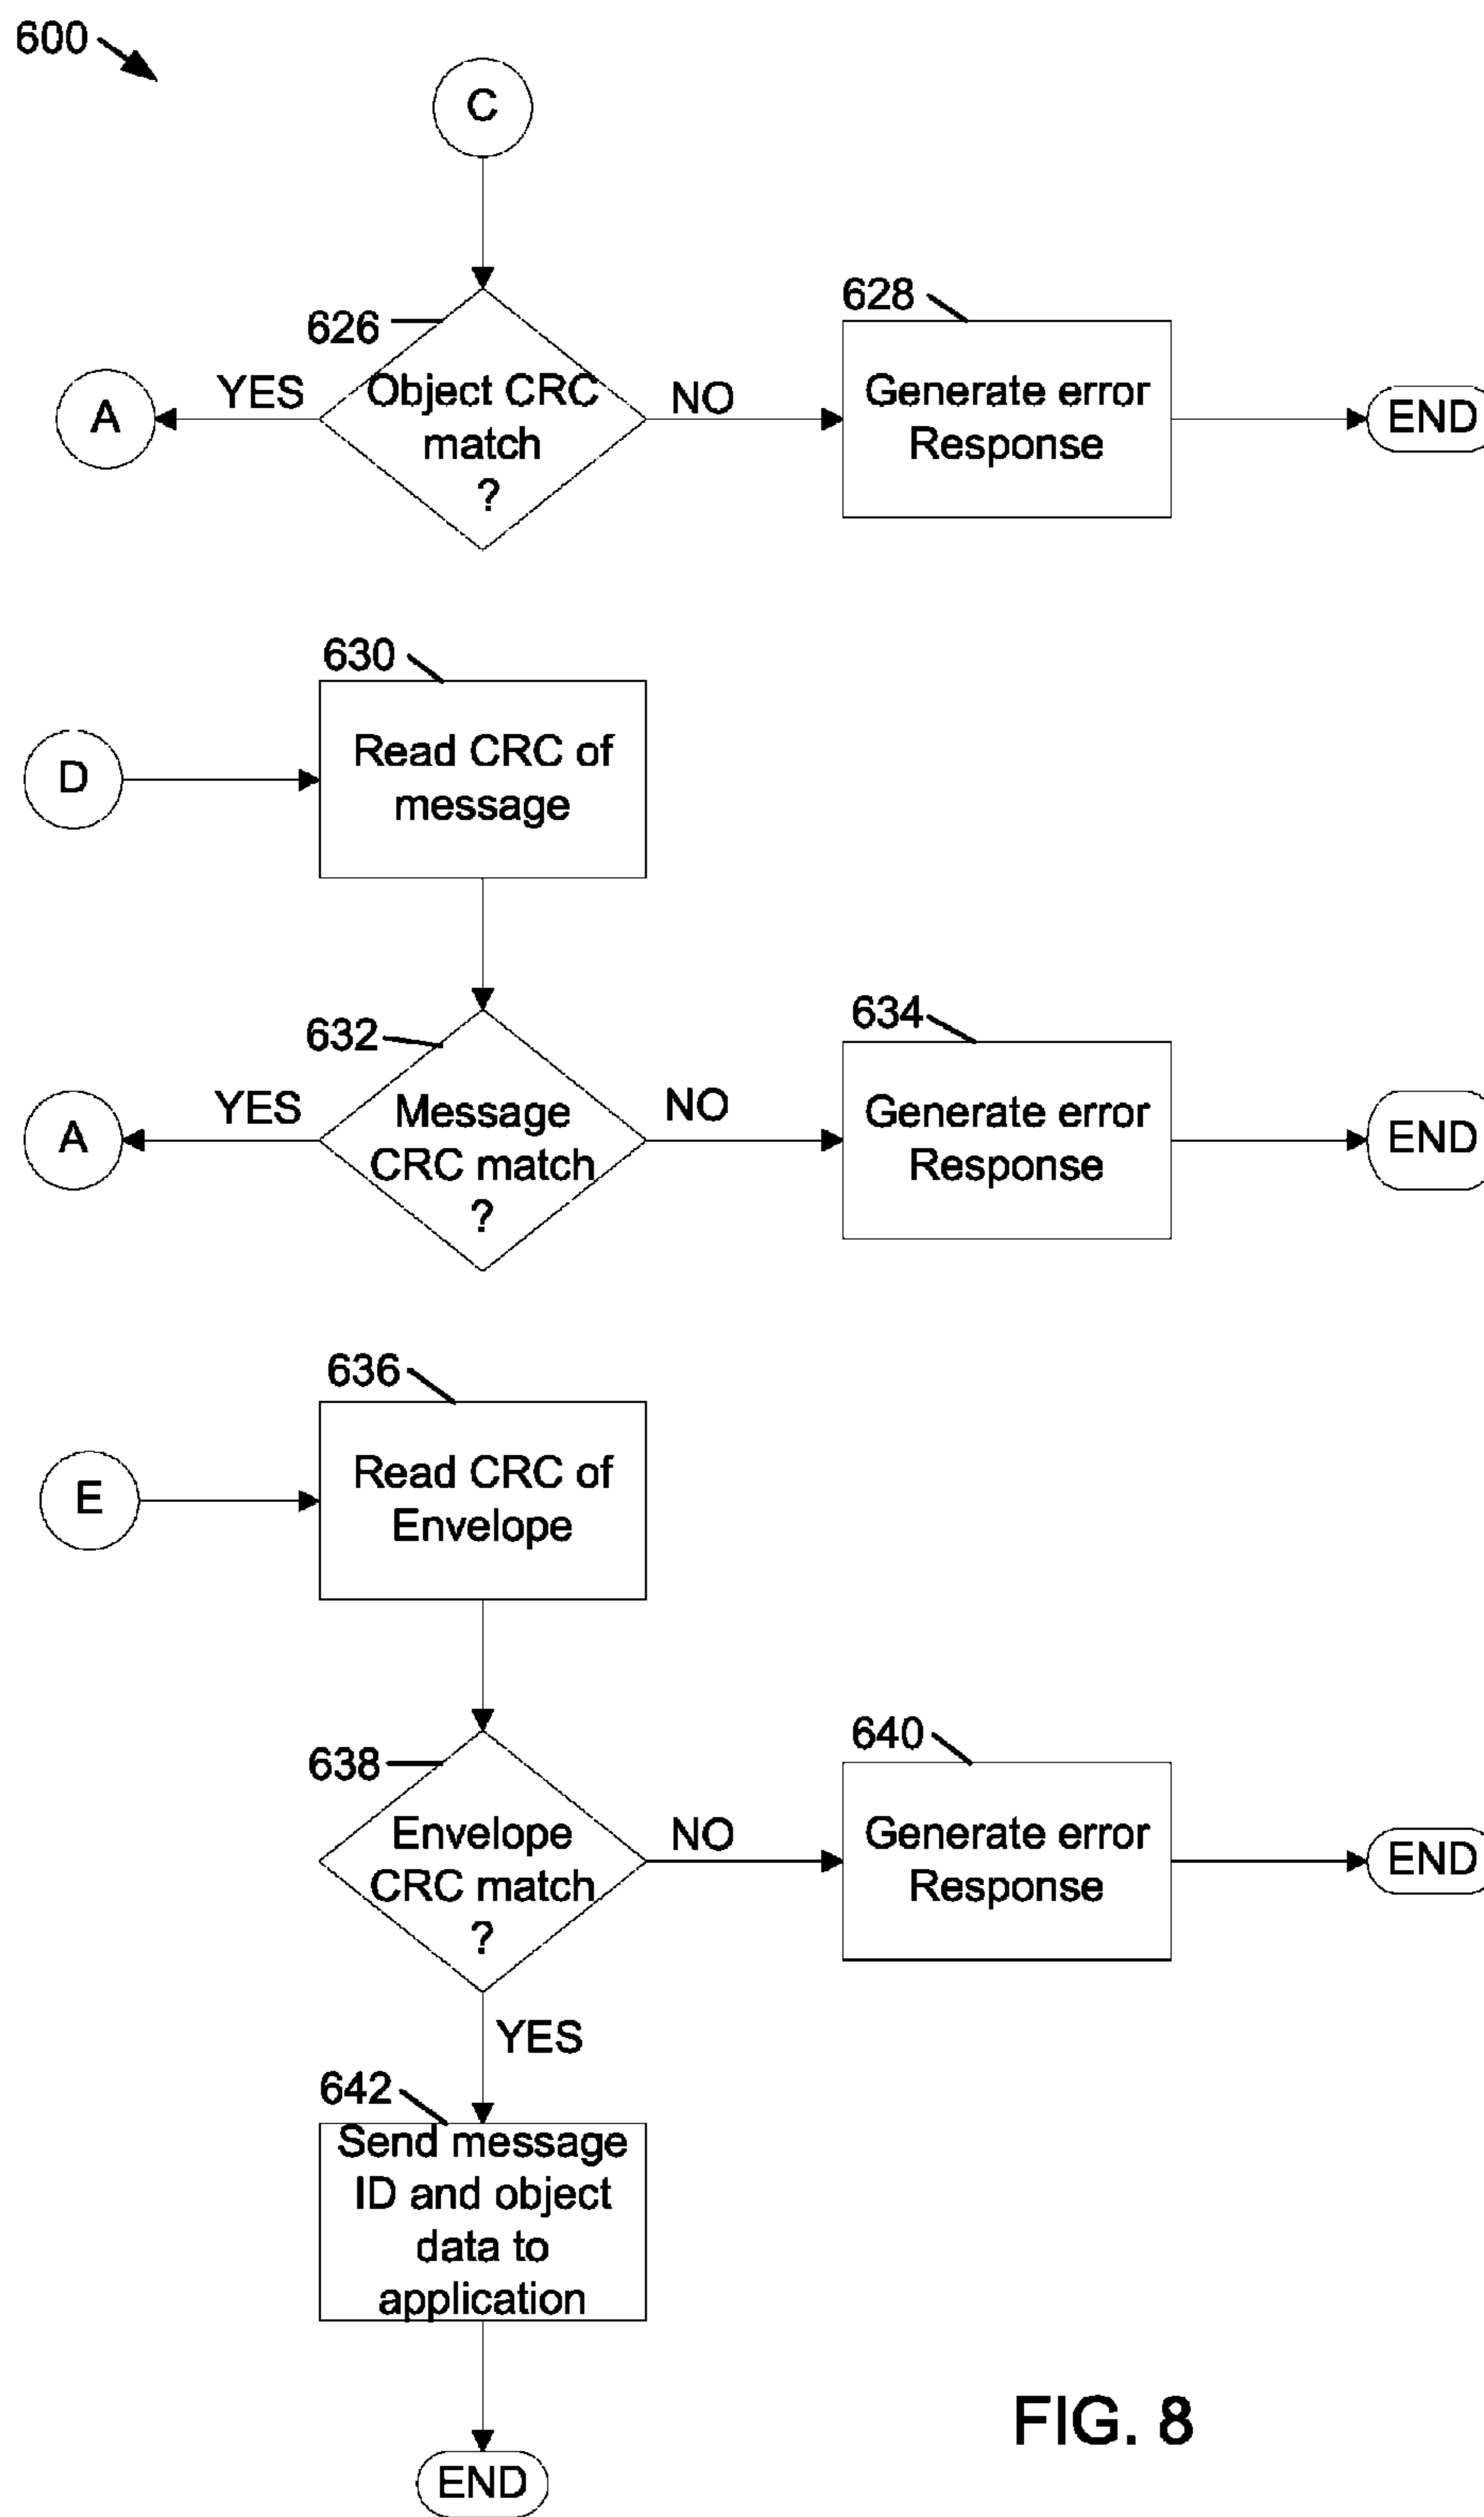 600
C
626
628
A
YES
Object CRC
match
?
NO
Generate error
Response
END
630
D
Read CRC of
message
632
634
A
YES
Message
CRC match
?
NO
Generate error
Response
END
636
E
Read CRC of
Envelope
638
640
Envelope
CRC match
?
NO
Generate error
Response
END
YES
642
Send message
ID and object
data to
application
END
FIG. 8